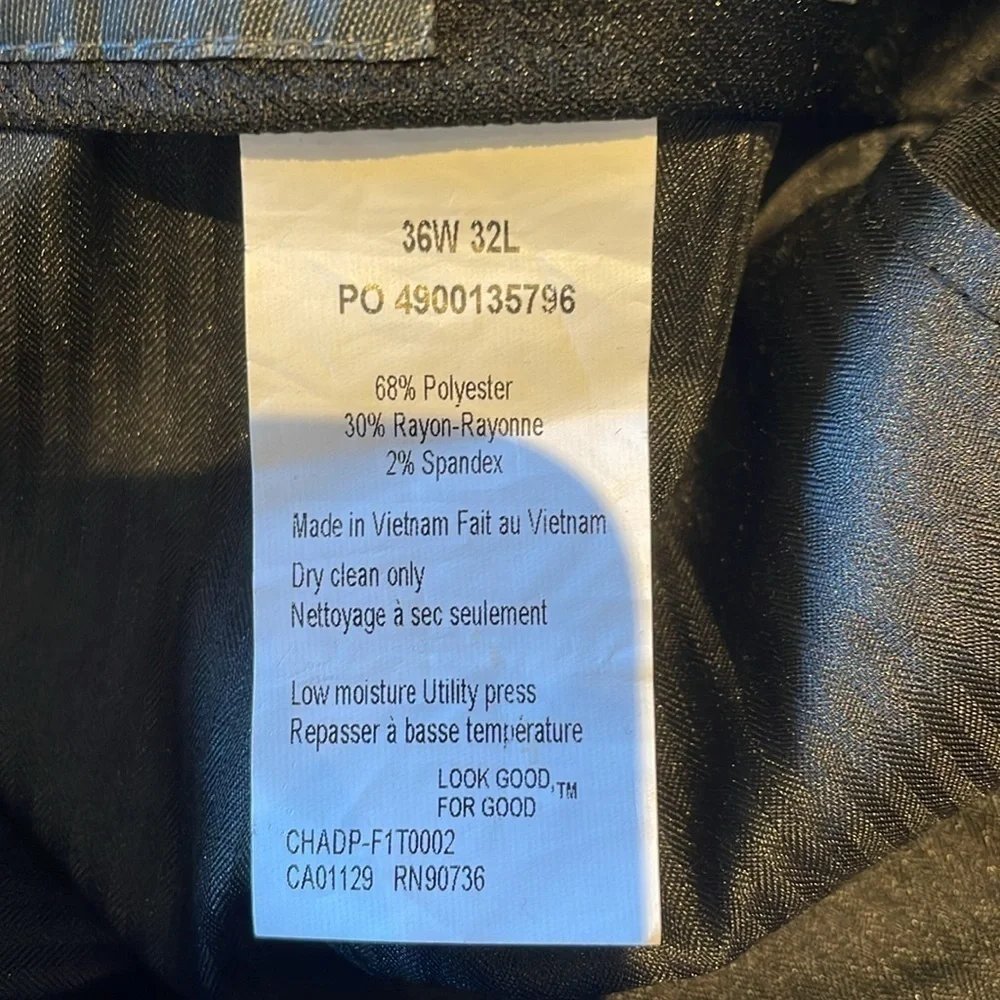 36W 32L
PO 4900135796
68% Polyester
30% Rayon-Rayonne
2% Spandex
Made in Vietnam Fait au Vietnam
Dry clean only
Nettoyage à sec seulement
Low moisture Utility press
Repasser à basse température
LOOK GOOD,TM
FOR GOOD
CHADP-F1T0002
CA01129 RN90736